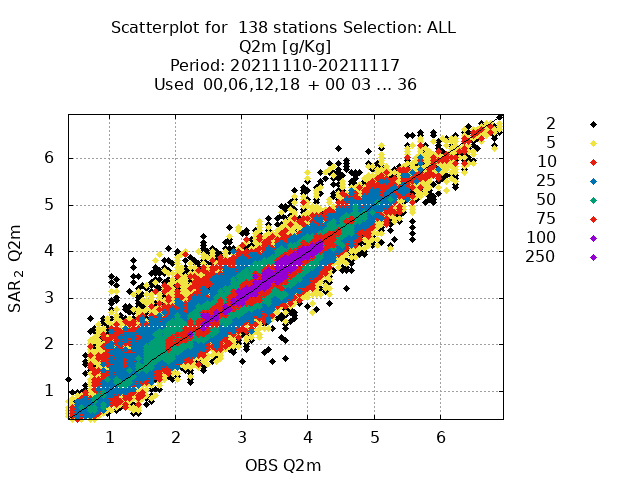 Scatterplot for 138 stations Selection: ALL
Q2m [g/Kg]
Period: 20211110-20211117
Used 00,06,12,18 + 00 03 ... 36
2
5
10
25
50
75
100
250
6
5
4
3
2
1
SAR2 Q2m
1 2 3 4 5 6
OBS Q2m